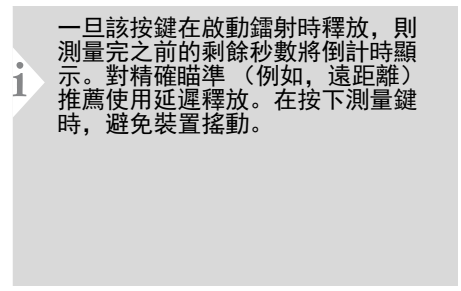 一旦該按鍵在啟動鐳射時釋放，則
測量完之前的剩餘秒數將倒計時顯
示。對精確瞄準 （例如，遠距離）
推薦使用延遲釋放。在按下測量鍵
時，避免裝置搖動。
i